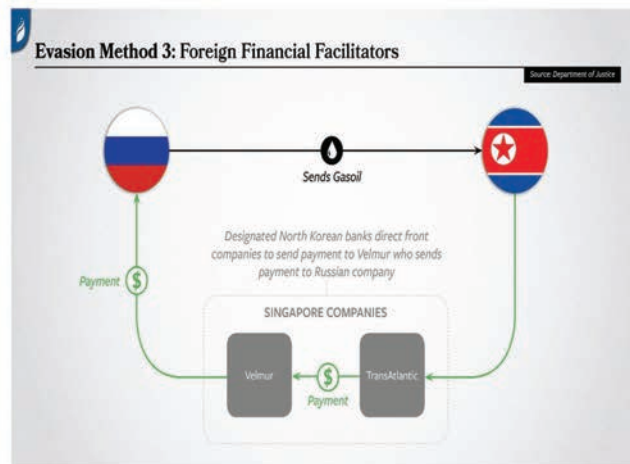 Evasion Method 3: Foreign Financial Facilitators
Source: Department of Justice
Sends Gasoil
Designated North Korean banks direct front
companies to send payment to Velmur who sends
payment to Russian company
Payment
$
SINGAPORE COMPANIES
Velmur
$
TransAtlantic
Payment